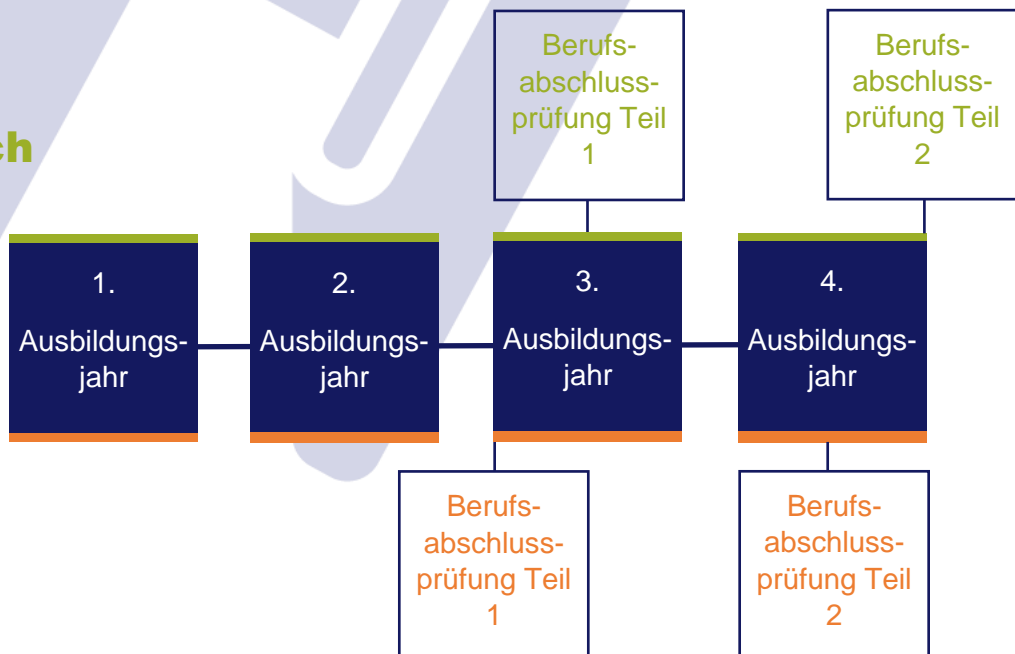 Berufs-
abschluss-
prüfung Teil
1
Berufs-
abschluss-
prüfung Teil
2
ch
1.
Ausbildungs-
jahr
2.
Ausbildungs-
jahr
3.
Ausbildungs-
jahr
4.
Ausbildungs-
jahr
Berufs-
abschluss-
prüfung Teil
1
Berufs-
abschluss-
prüfung Teil
2